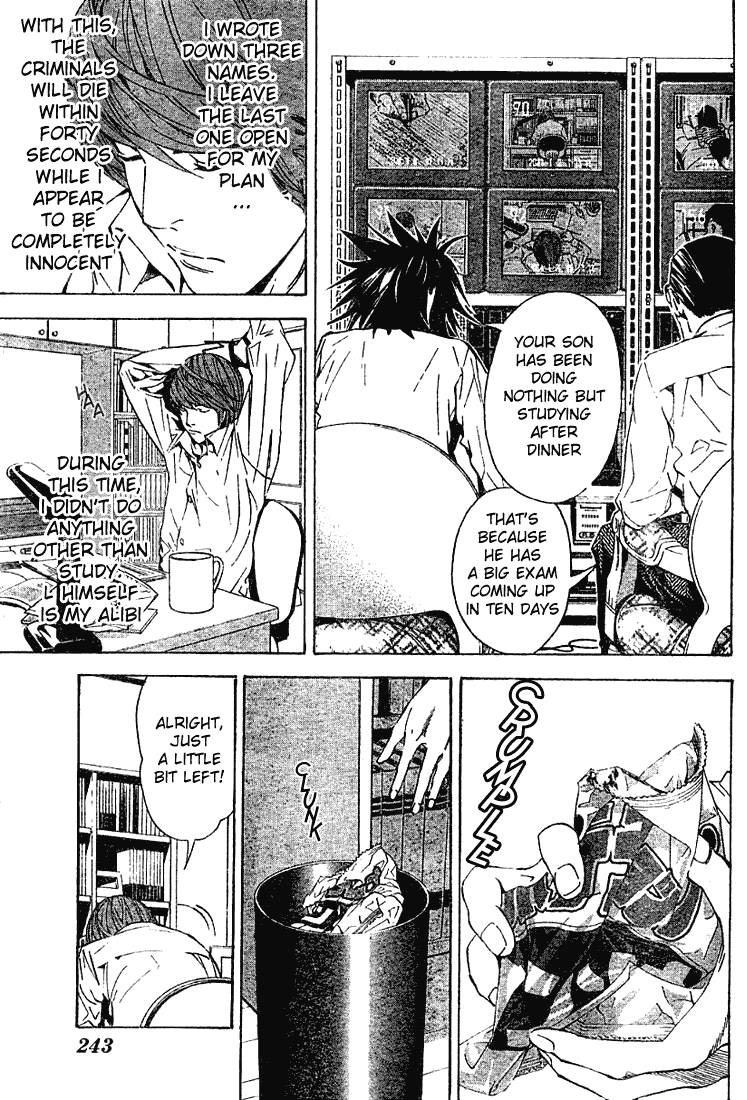 YOUR SON
HAS BEEN
DOING
NOTHING BUT
STUDYING
AFTER
DINNER
THAT'S
BECAUSE
HE HAS
A BIG EXAM
COMING UP
IN TEN DAYS
I WROTE
DOWN THREE
NAMES.
I LEAVE
THE LAST
ONE OPEN
FOR MY
PLAN
...
WITH THIS,
THE
CRIMINALS
WILL DIE
WITHIN
FORTY
SECONDS
WHILE I
APPEAR
TO BE
COMPLETELY
INNOCENT
HAA
DURING
THIS TIME,
I DIDN'T DO
ANYTHING
OTHER THAN
STUDY.
L HIMSELF
IS MY ALIBI
CRUMPLE
CLUNK
ALRIGHT,
JUST
A LITTLE
BIT LEFT!
243